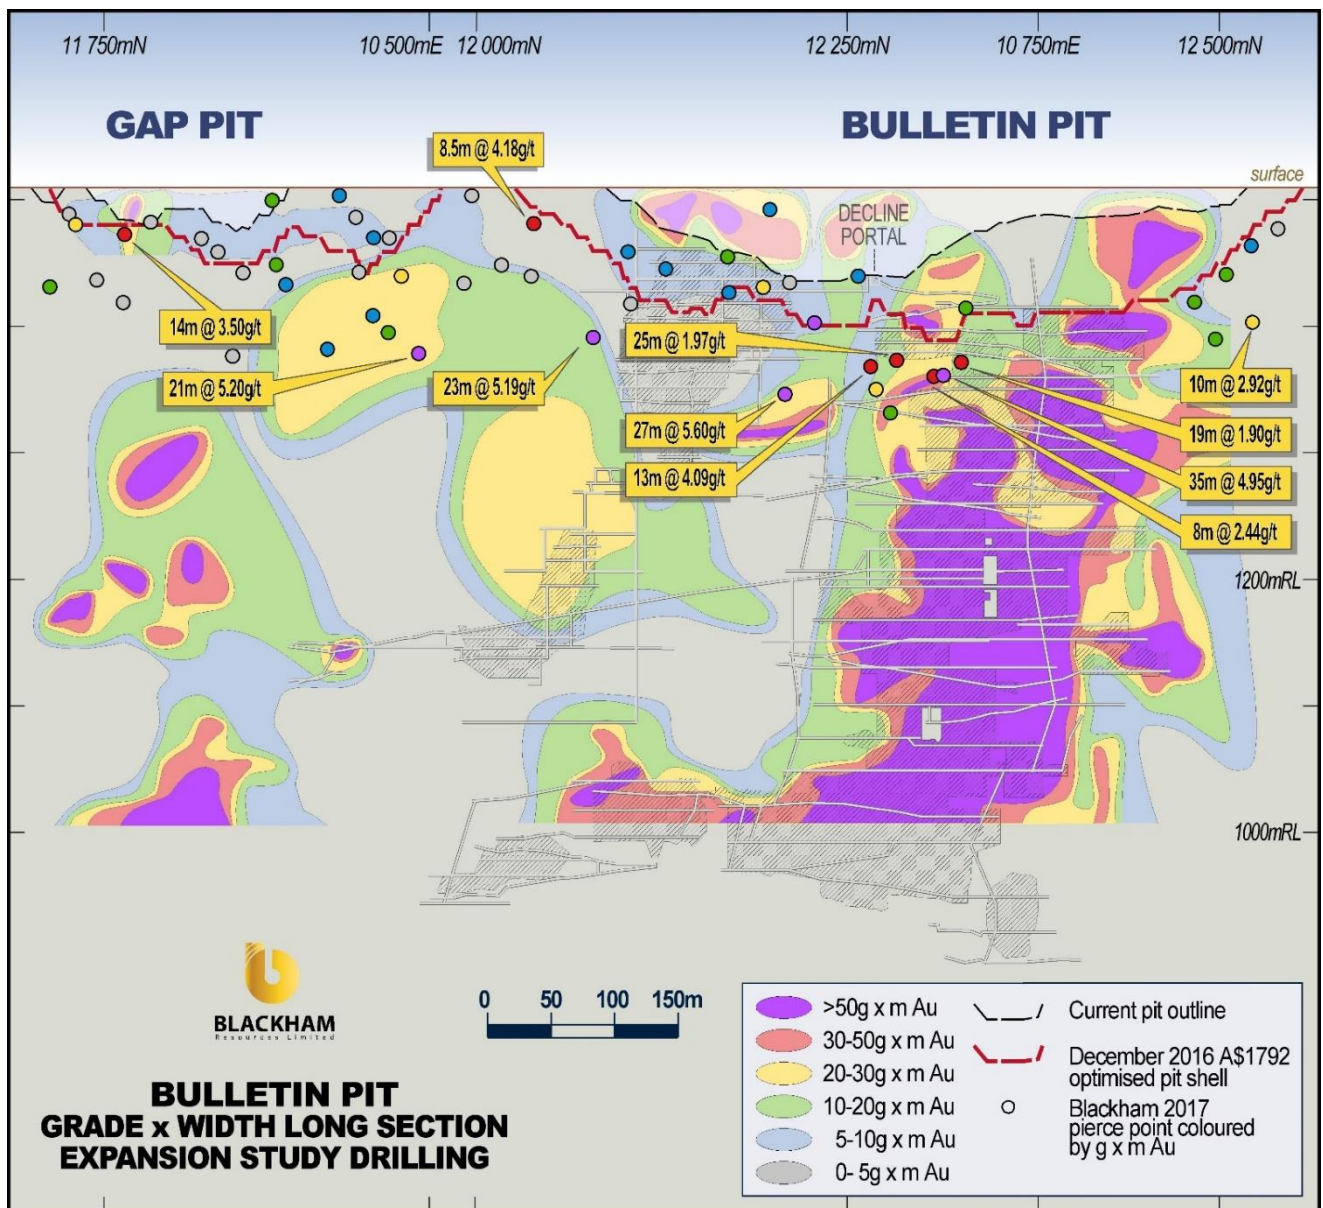 11 750mN
10 500mE
12 000mN
12 250mN
10 750mE
12 500mN
GAP PIT
BULLETIN PIT
8.5m @ 4.18g/t
surface
DECLINE
PORTAL
14m @ 3.50g/t
25m @ 1.97g/t
21m @ 5.20g/t
23m @ 5.19g/t
10m @ 2.92g/t
27m @ 5.60g/t
19m @ 1.90g/t
13m @ 4.09g/t
35m @ 4.95g/t
8m @ 2.44g/t
1200mRL
1000mRL
BLACKHAM
Resources Limited
BULLETIN PIT
GRADE x WIDTH LONG SECTION
EXPANSION STUDY DRILLING
0 50 100 150m
>50g x m Au
30-50g x m Au
20-30g x m Au
10-20g x m Au
5-10g x m Au
0- 5g x m Au
Current pit outline
December 2016 A$1792
optimised pit shell
Blackham 2017
pierce point coloured
by g x m Au